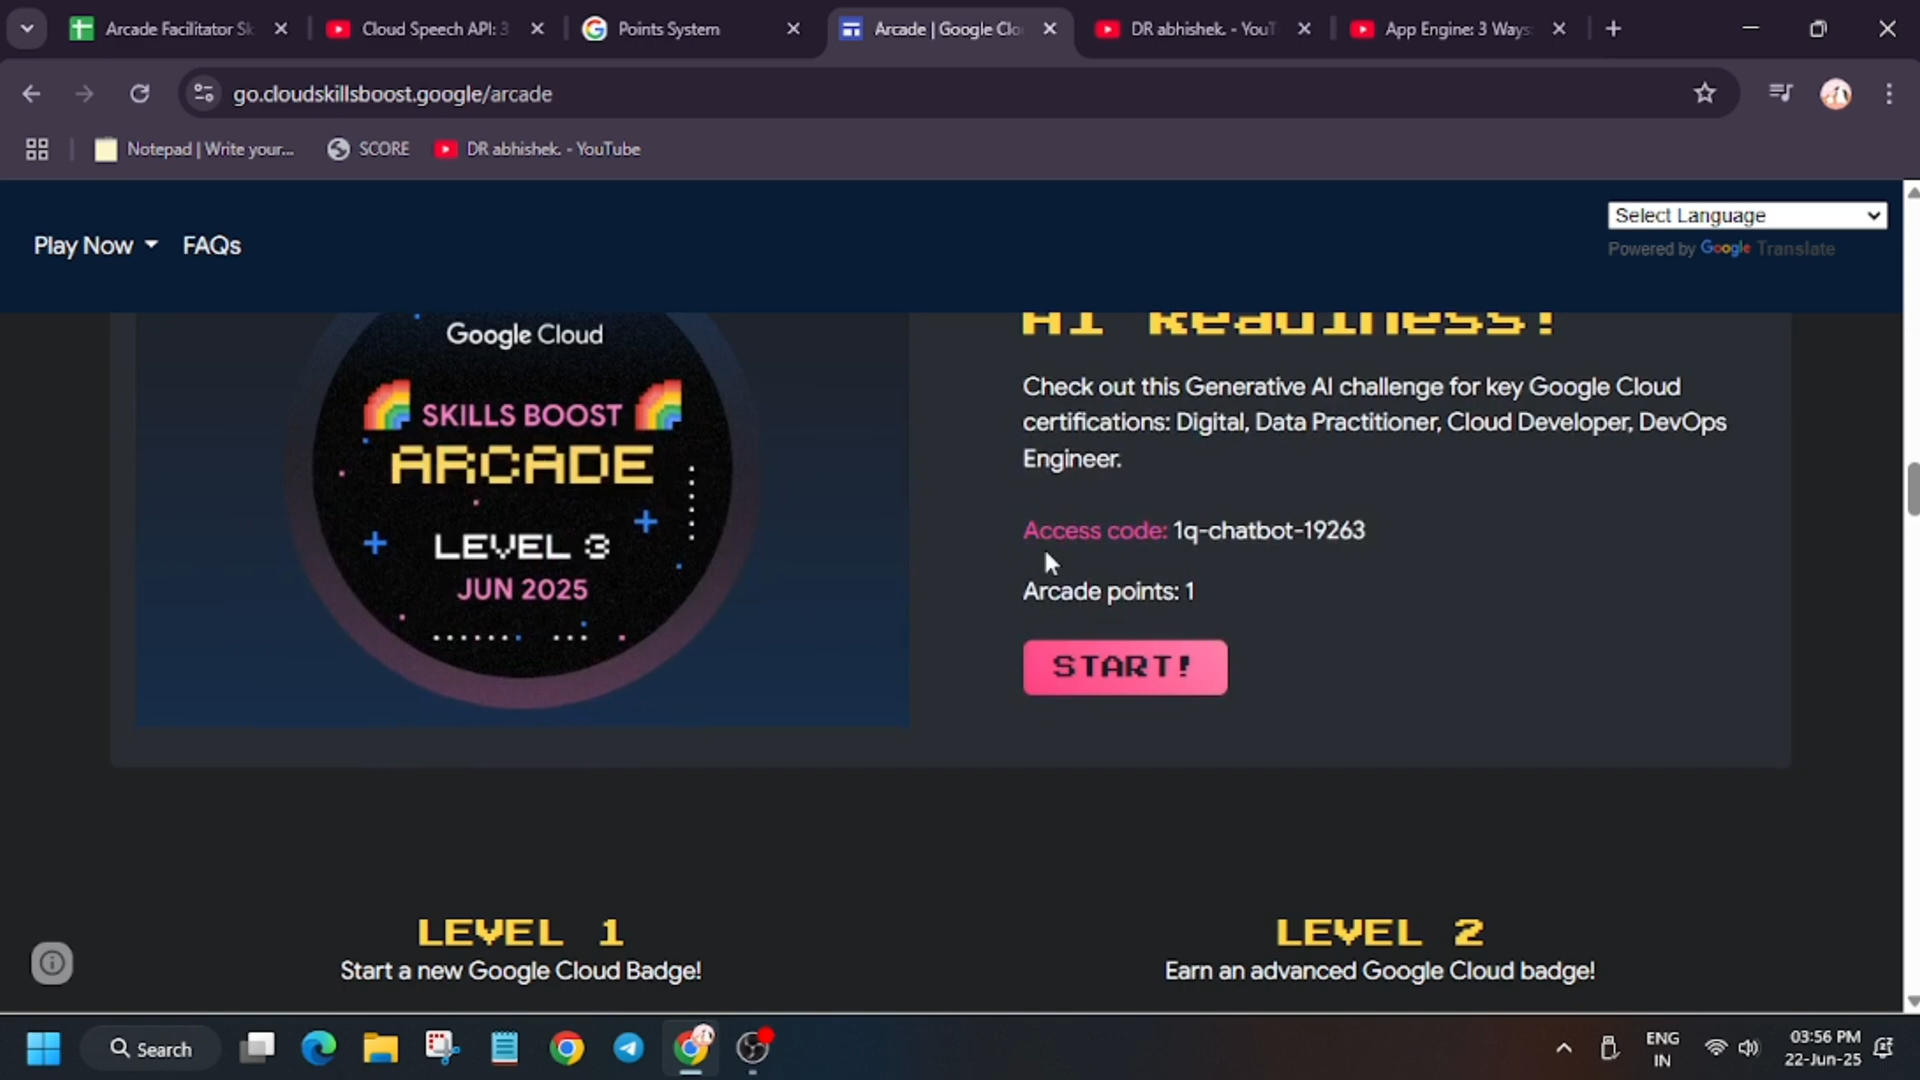 Arcade Facilitator Sk
Cloud Speech API: 3
Points System
Arcade | Google Clo
DR abhishek. - YouT
App Engine: 3 Ways
go.cloudskillsboost.google/arcade
Notepad | Write your...
SCORE
DR abhishek. - YouTube
Play Now
FAQs
Select Language
Powered by Google Translate
Google Cloud
SKILLS BOOST
ARCADE
LEVEL 3
JUN 2025
AI Readiness!
Check out this Generative AI challenge for key Google Cloud
certifications: Digital, Data Practitioner, Cloud Developer, DevOps
Engineer.
Access code: 1q-chatbot-19263
Arcade points: 1
START!
LEVEL 1
Start a new Google Cloud Badge!
LEVEL 2
Earn an advanced Google Cloud badge!
Search
ENG
IN
03:56 PM
22-Jun-25